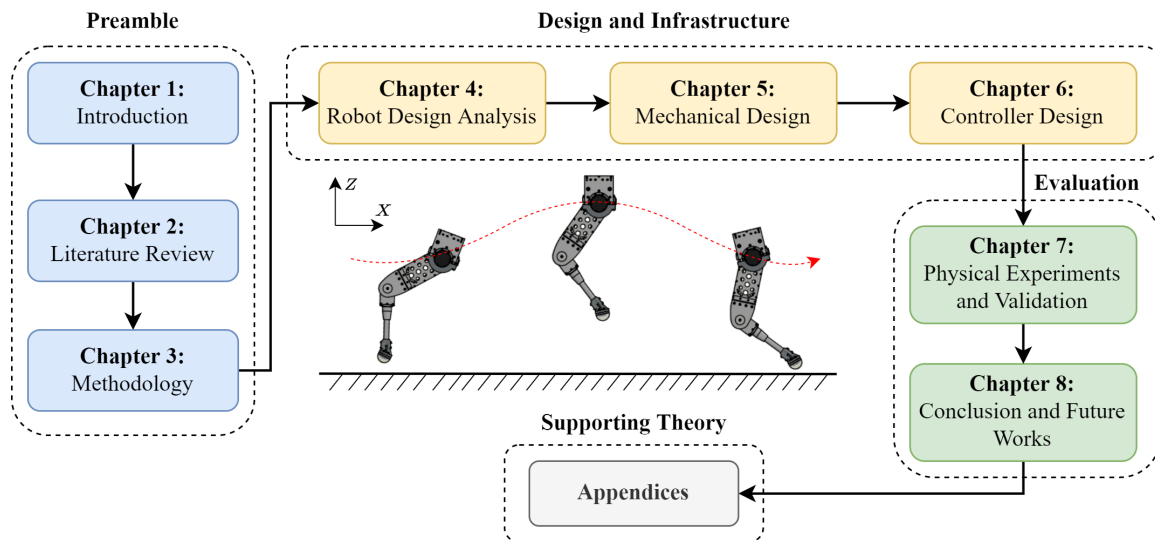 Preamble
Chapter 1:
Introduction
Chapter 2:
Literature Review
Chapter 3:
Methodology
Design and Infrastructure
Chapter 4:
Robot Design Analysis
Chapter 5:
Mechanical Design
Chapter 6:
Controller Design
Z
X
Evaluation
Chapter 7:
Physical Experiments
and Validation
Chapter 8:
Conclusion and Future
Works
Supporting Theory
Appendices